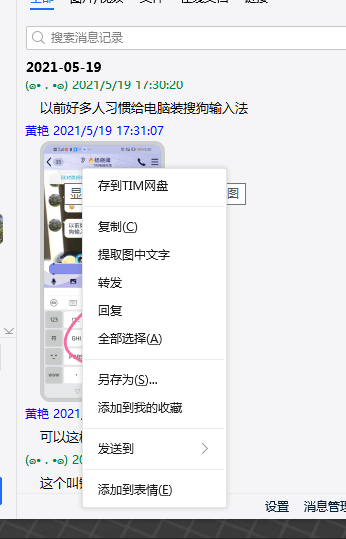 搜索消息记录
2021-05-19
(๑• . •๑) 2021/5/19 17:30:20
以前好多人习惯给电脑装搜狗输入法
黄艳 2021/5/19 17:31:07
存到TIM网盘
显
图
复制(C)
提取图中文字
转发
回复
全部选择(A)
另存为(S)...
添加到我的收藏
黄艳 2021
可以这
发送到
(๑• . •๑) 20
这个叫
添加到表情(E)
设置 消息管理